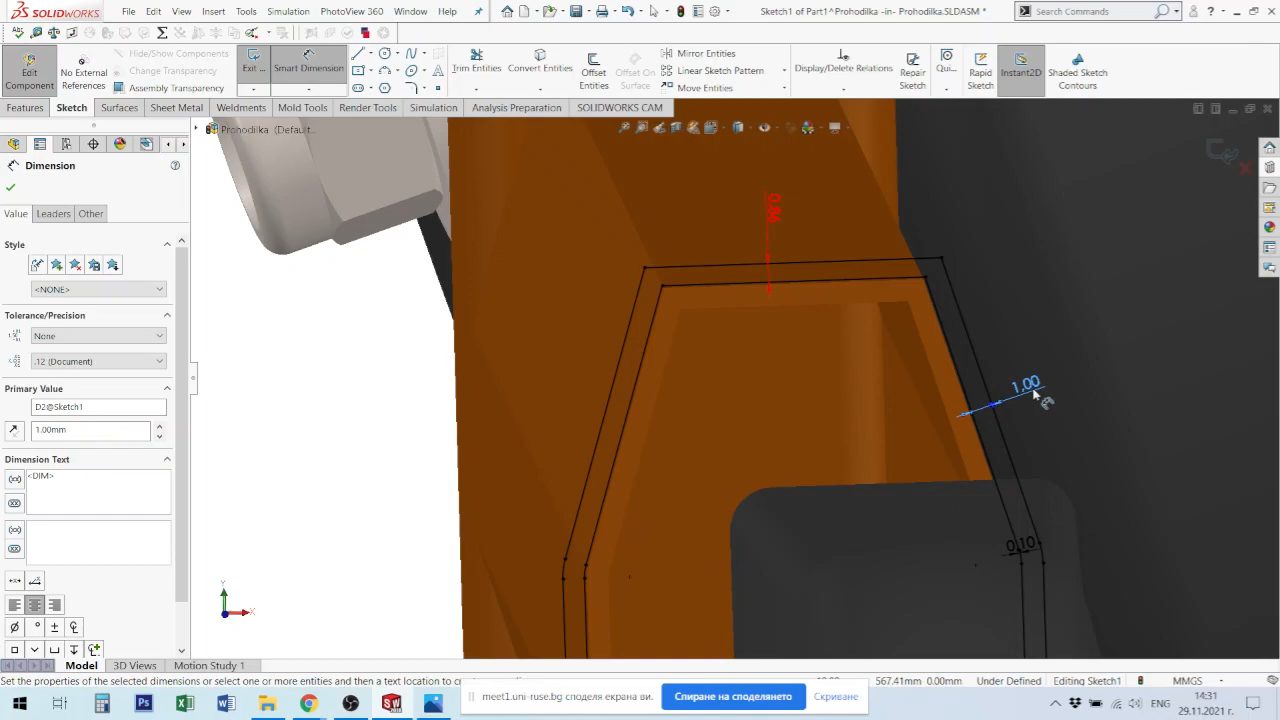 SOLIDWORKS
File
Edit
View
Insert
Tools
Simulation
PhotoView 360
Window
Help
Sketch1 of Part1^Prohodilka -in- Prohodilka.SLDASM *
Search Commands
Edit Component
No External References
Hide/Show Components
Change Transparency
Assembly Transparency
Exit ...
Smart Dimension
Trim Entities
Convert Entities
Offset Entities
Offset On Surface
Mirror Entities
Linear Sketch Pattern
Move Entities
Display/Delete Relations
Repair Sketch
Qui...
Rapid Sketch
Instant2D
Shaded Sketch Contours
Features
Sketch
Surfaces
Sheet Metal
Weldments
Mold Tools
Render Tools
Simulation
Analysis Preparation
SOLIDWORKS CAM
Prohodilka (Default...
Dimension
Value
Leaders
Other
Style
<NONE>
Tolerance/Precision
None
.12 (Document)
Primary Value
D2@Sketch1
1.00mm
Dimension Text
<DIM>
0,86
1,00
0,10
Y
X
Model
3D Views
Motion Study 1
Set the properties of the selected dimensions or select one or more entities and then a text location to
567.41mm
0.00mm
Under Defined
Editing Sketch1
MMGS
meet1.uni-ruse.bg споделя екрана ви.
Спиране на споделянето
Скриване
14:31
29.11.2021 г.